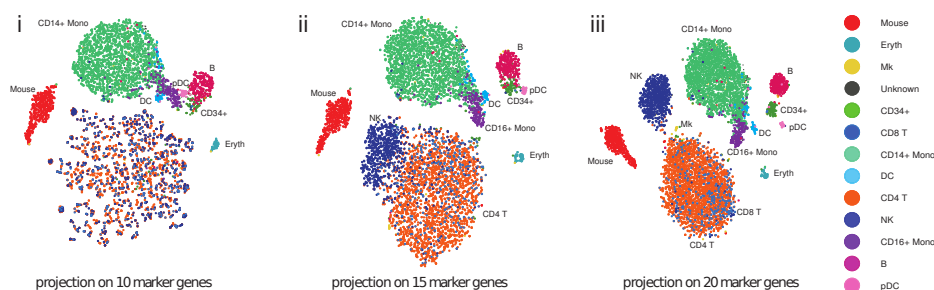 i
CD14+ Mono
Mouse
pDC
B
DC
CD34+
Eryth
projection on 10 marker genes
ii
CD14+ Mono
Mouse
NK
B
pDC
DC
CD34+
CD16+ Mono
Eryth
CD4 T
projection on 15 marker genes
iii
CD14+ Mono
NK
B
CD34+
Mk
DC
pDC
CD16+ Mono
Mouse
Eryth
CD8 T
CD4 T
projection on 20 marker genes
Mouse
Eryth
Mk
Unknown
CD34+
CD8 T
CD14+ Mono
DC
CD4 T
NK
CD16+ Mono
B
pDC